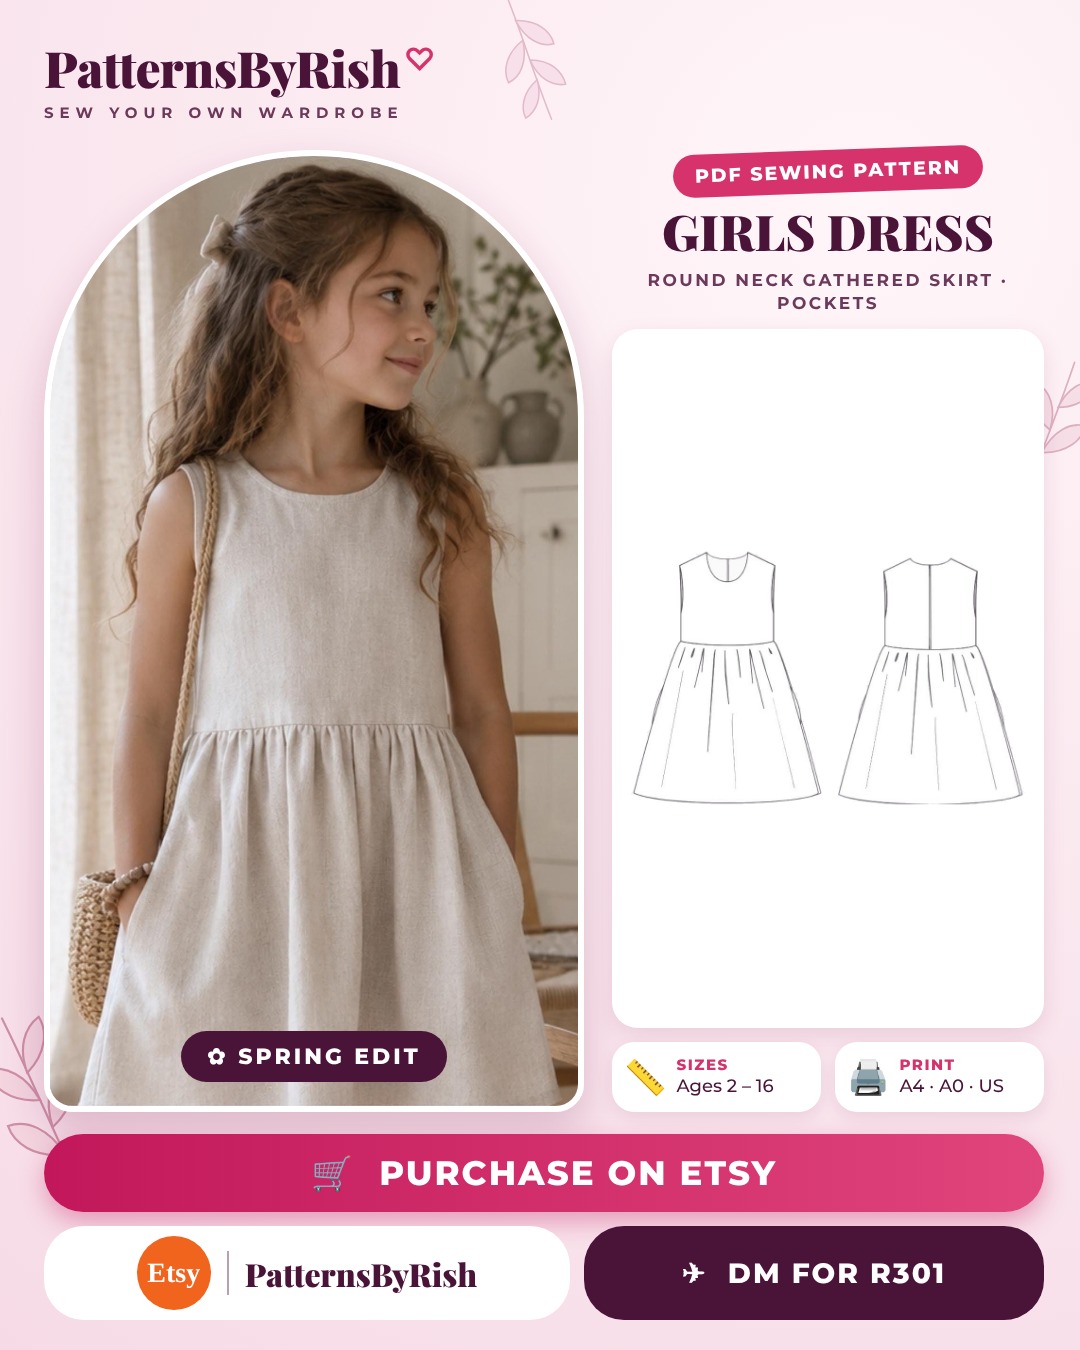 PatternsByRish
SEW YOUR OWN WARDROBE
PDF SEWING PATTERN
GIRLS DRESS
ROUND NECK GATHERED SKIRT ·
POCKETS
✿ SPRING EDIT
SIZES
Ages 2 – 16
PRINT
A4 · A0 · US
PURCHASE ON ETSY
Etsy
PatternsByRish
✈ DM FOR R301